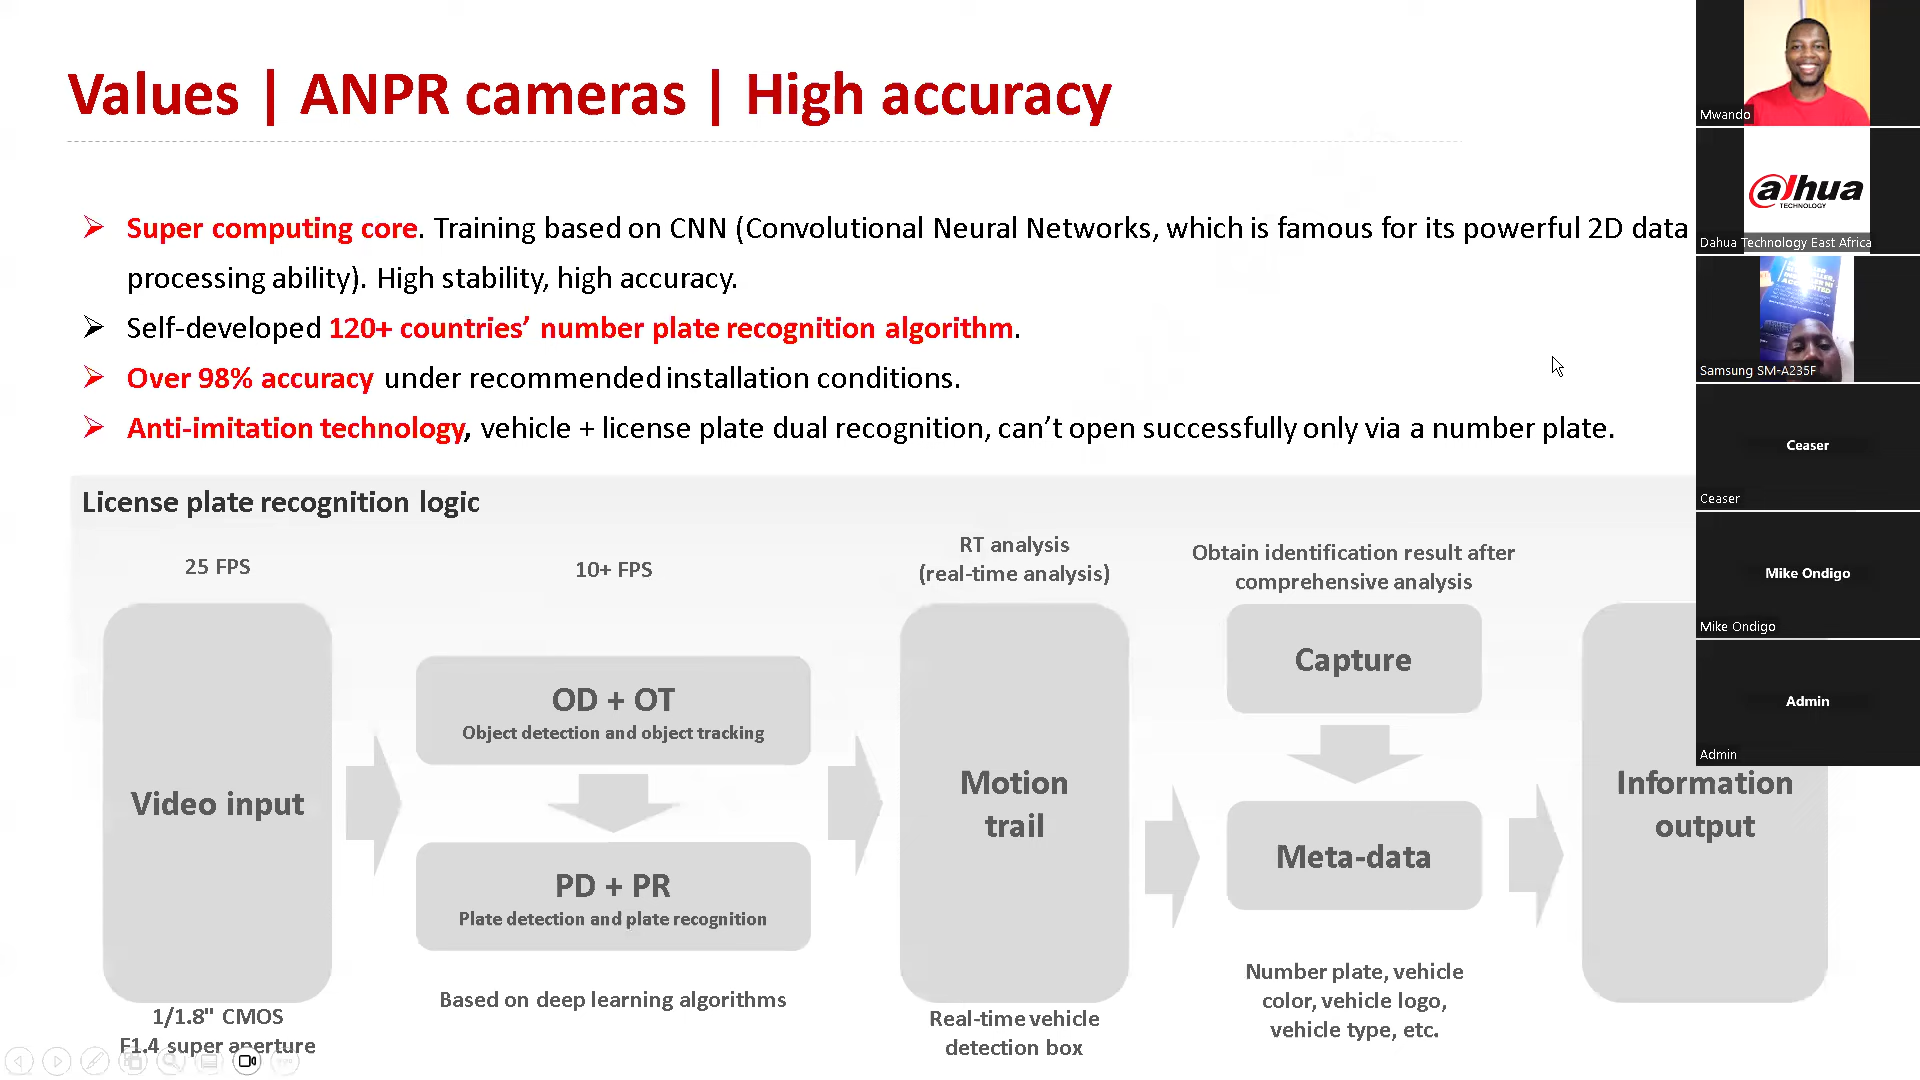 Values | ANPR cameras | High accuracy
Super computing core. Training based on CNN (Convolutional Neural Networks, which is famous for its powerful 2D data
processing ability). High stability, high accuracy.
Self-developed 120+ countries’ number plate recognition algorithm.
Over 98% accuracy under recommended installation conditions.
Anti-imitation technology, vehicle + license plate dual recognition, can’t open successfully only via a number plate.
License plate recognition logic
25 FPS
Video input
1/1.8" CMOS
F1.4 super aperture
10+ FPS
OD + OT
Object detection and object tracking
PD + PR
Plate detection and plate recognition
Based on deep learning algorithms
RT analysis
(real-time analysis)
Motion
trail
Real-time vehicle
detection box
Obtain identification result after
comprehensive analysis
Capture
Meta-data
Number plate, vehicle
color, vehicle logo,
vehicle type, etc.
Information
output
Mwando
alhua
TECHNOLOGY
Dahua Technology East Africa
Samsung SM-A235F
Ceaser
Ceaser
Mike Ondigo
Mike Ondigo
Admin
Admin